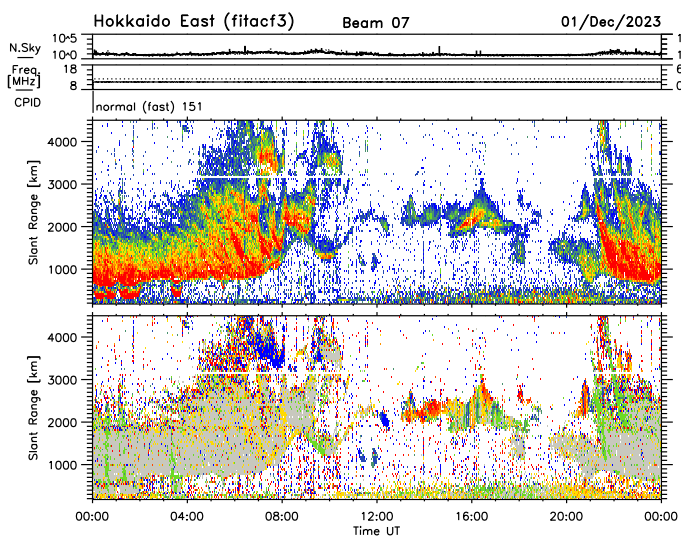 Hokkaido East (fitacf3) Beam 07 01/Dec/2023
N.Sky 10^5 10^0 1
Freq. [MHz] 18 8 6 0
CPID normal (fast) 151
Slant Range [km] 4000 3000 2000 1000
Slant Range [km] 4000 3000 2000 1000
00:00 04:00 08:00 12:00 16:00 20:00 00:00
Time UT